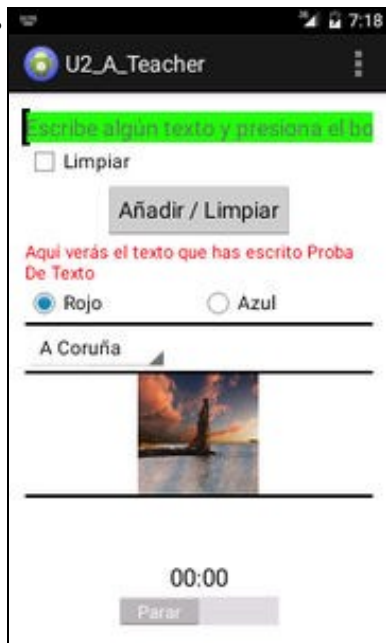 7:18
U2_A_Teacher
Escribe algún texto y presiona el bo
Limpiar
Añadir / Limpiar
Aquí verás el texto que has escrito Proba
De Texto
Rojo Azul
A Coruña
00:00
Parar